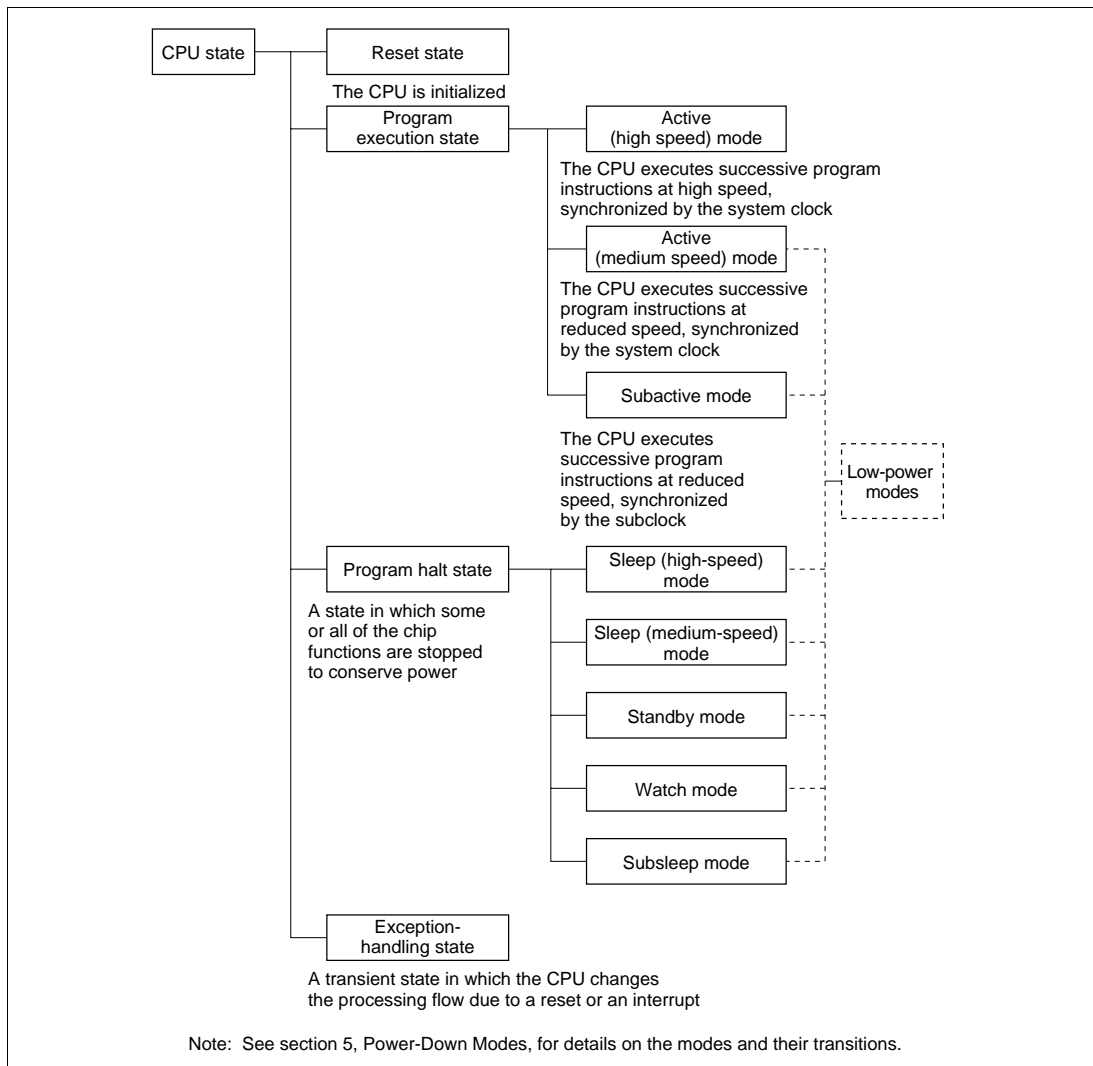 CPU state
Reset state
The CPU is initialized
Program
execution state
Active
(high speed) mode
The CPU executes successive program
instructions at high speed,
synchronized by the system clock
Active
(medium speed) mode
The CPU executes successive
program instructions at
reduced speed, synchronized
by the system clock
Subactive mode
The CPU executes
successive program
instructions at reduced
speed, synchronized
by the subclock
Low-power
modes
Program halt state
A state in which some
or all of the chip
functions are stopped
to conserve power
Sleep (high-speed)
mode
Sleep (medium-speed)
mode
Standby mode
Watch mode
Subsleep mode
Exception-
handling state
A transient state in which the CPU changes
the processing flow due to a reset or an interrupt
Note: See section 5, Power-Down Modes, for details on the modes and their transitions.